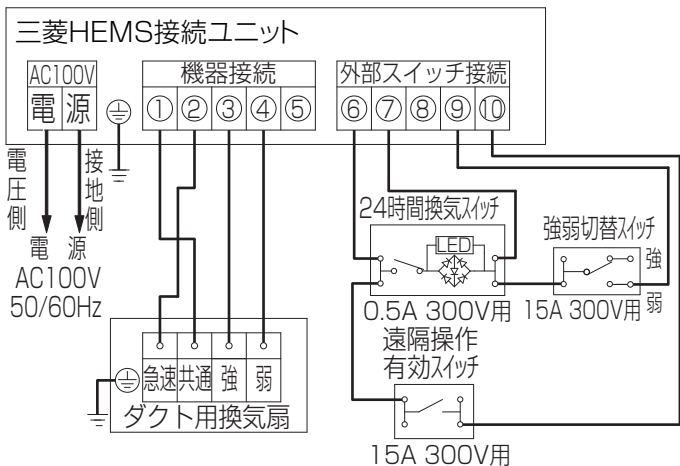 三菱HEMS接続ユニット
AC100V
電 源
機器接続
① ② ③ ④ ⑤
外部スイッチ接続
⑥ ⑦ ⑧ ⑨ ⑩
電圧側
接地側
電 源
AC100V
50/60Hz
24時間換気スイッチ
LED
0.5A 300V用
強弱切替スイッチ
強
弱
15A 300V用
遠隔操作
有効スイッチ
15A 300V用
急速 共通 強 弱
ダクト用換気扇